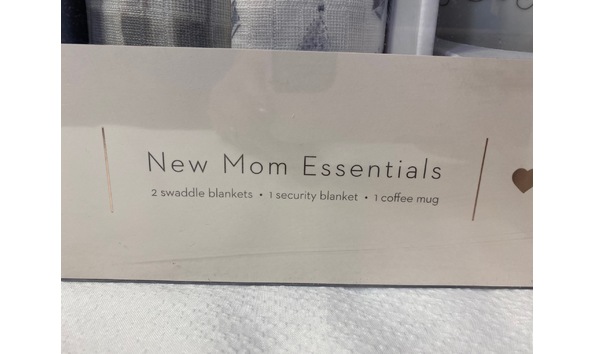 New Mom Essentials
2 swaddle blankets • 1 security blanket • 1 coffee mug